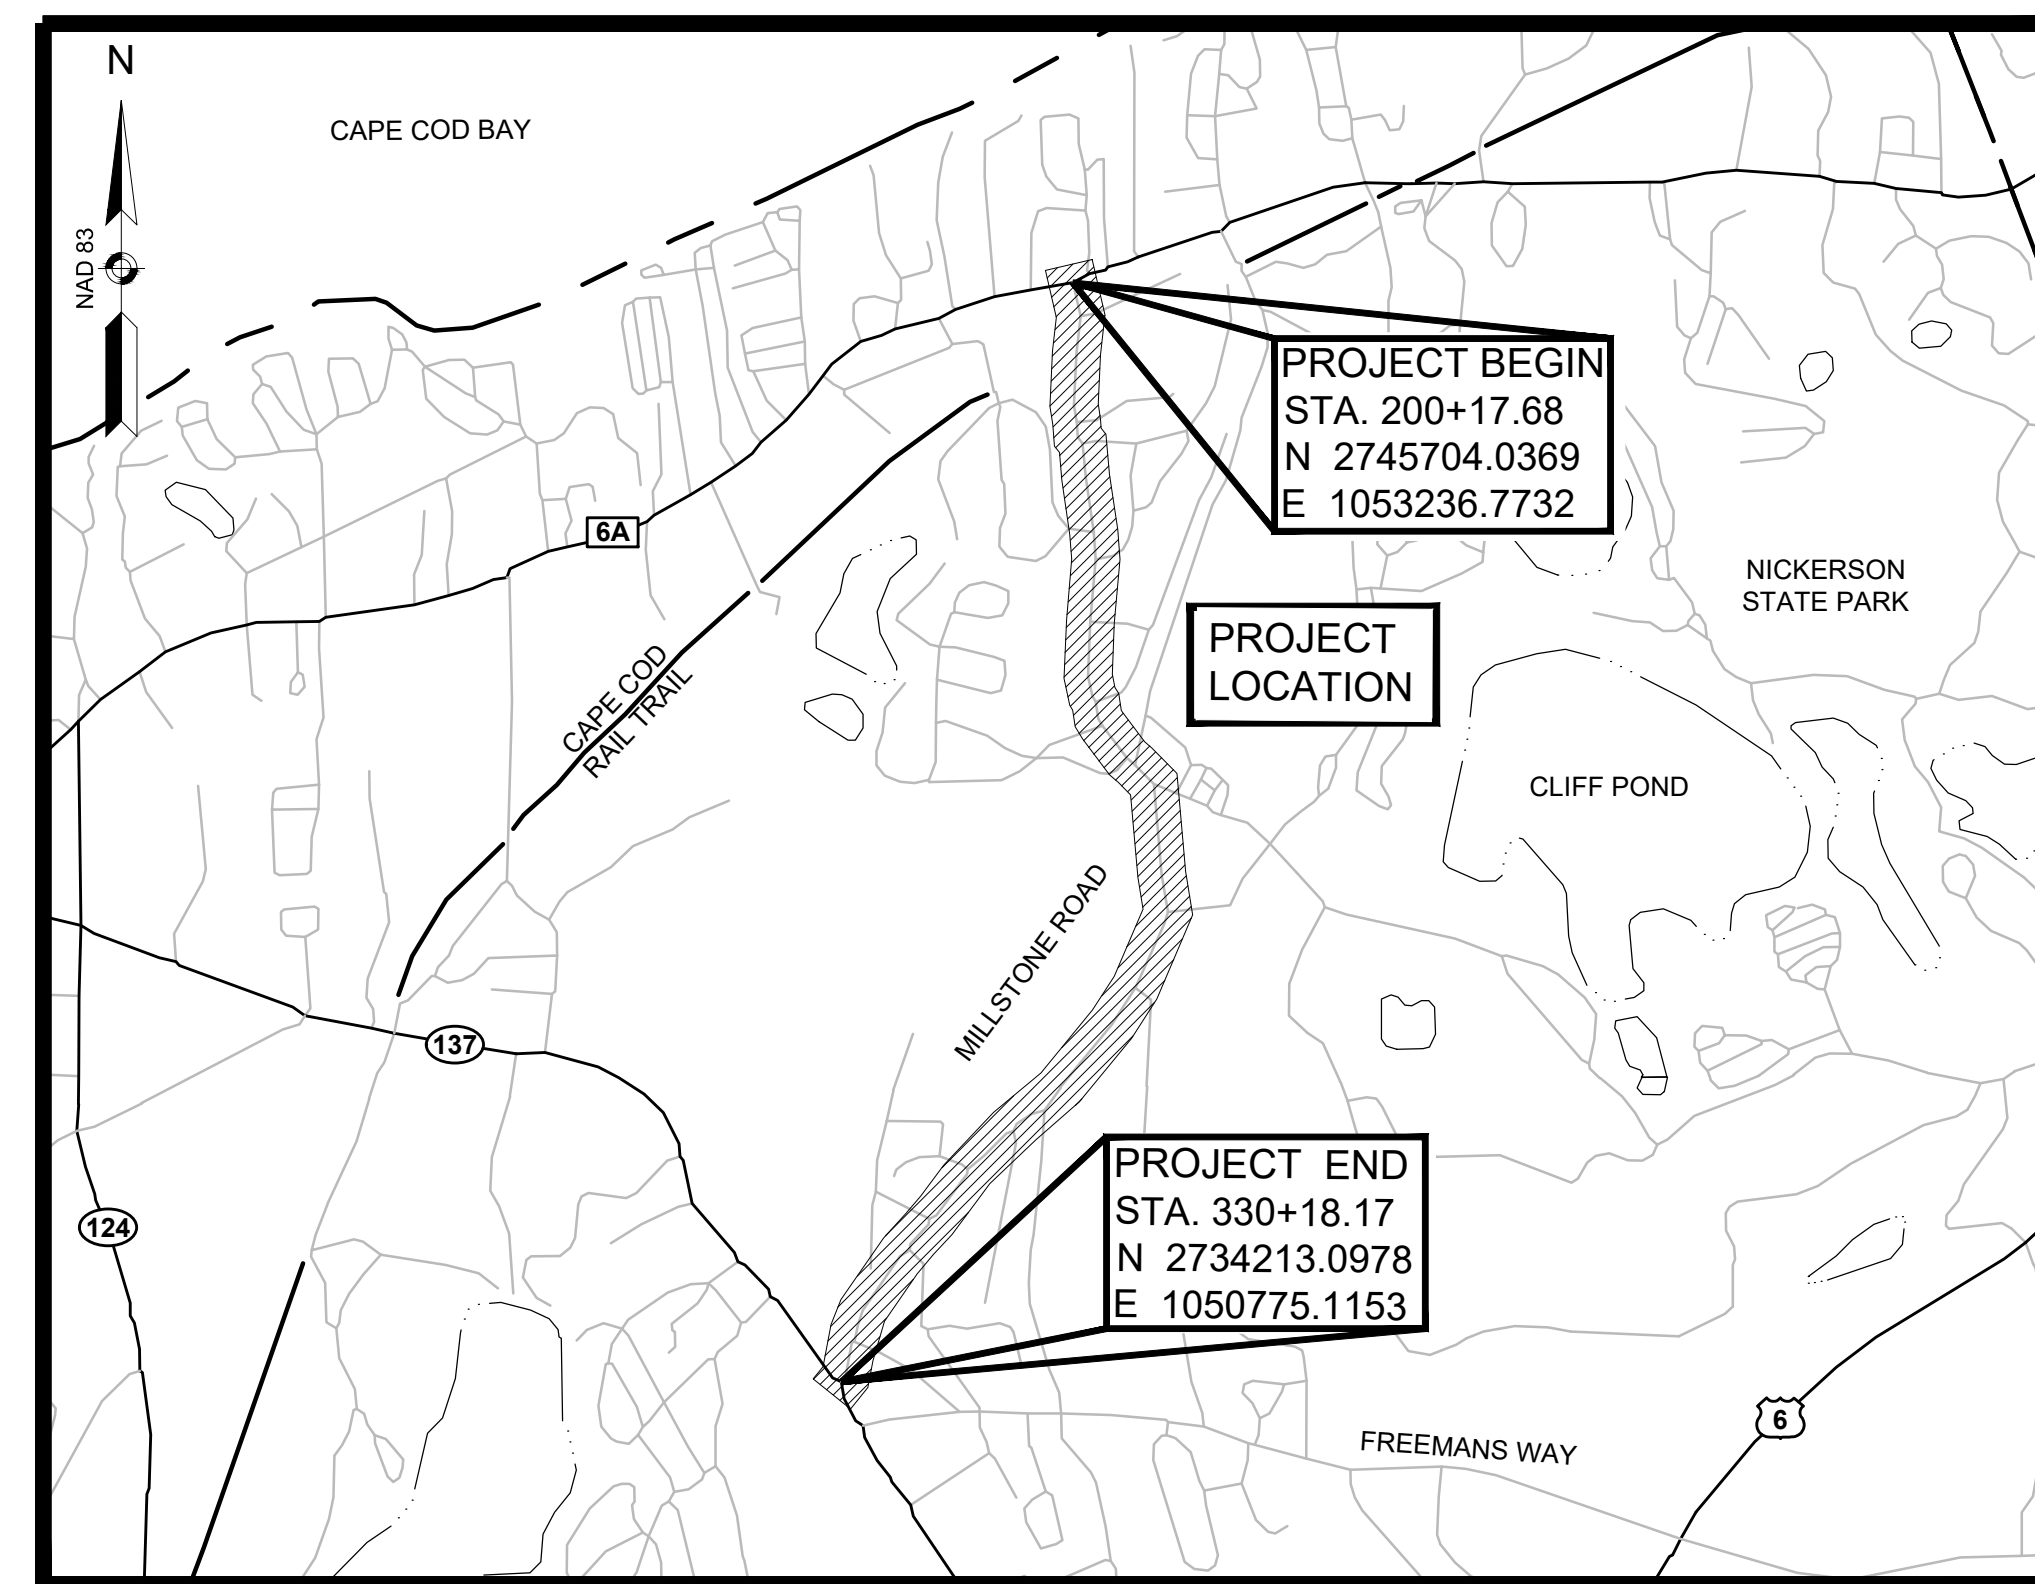 N
CAPE COD BAY
NAD 83
PROJECT BEGIN
STA. 200+17.68
N 2745704.0369
E 1053236.7732
6A
NICKERSON
STATE PARK
PROJECT
LOCATION
CAPE COD
RAIL TRAIL
CLIFF POND
MILLSTONE ROAD
137
PROJECT END
STA. 330+18.17
N 2734213.0978
E 1050775.1153
124
6
FREEMANS WAY